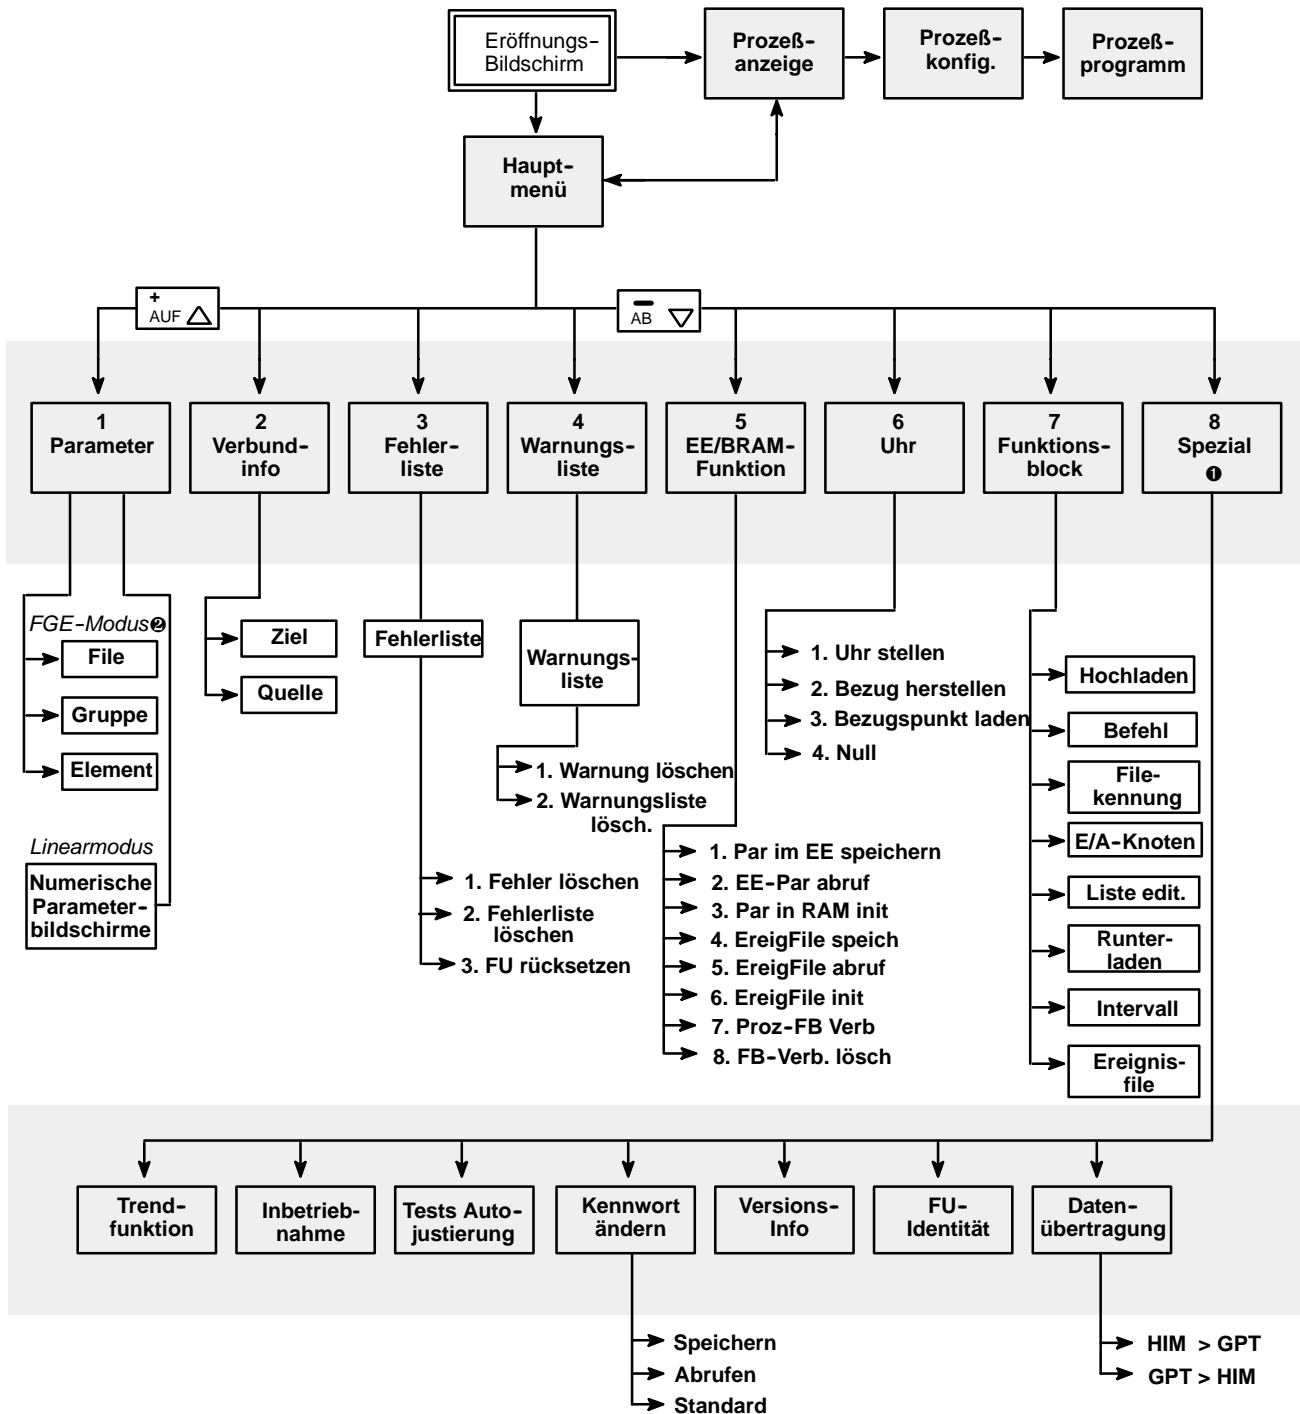 Eröffnungs-
Bildschirm
Prozeß-
anzeige
Prozeß-
konfig.
Prozeß-
programm
Haupt-
menü
+
AUF
AB
1
Parameter
2
Verbund-
info
3
Fehler-
liste
4
Warnungs-
liste
5
EE/BRAM-
Funktion
6
Uhr
7
Funktions-
block
8
Spezial
❶
FGE-Modus❷
File
Gruppe
Element
Linearmodus
Numerische
Parameter-
bildschirme
Ziel
Quelle
Fehlerliste
1. Fehler löschen
2. Fehlerliste
löschen
3. FU rücksetzen
Warnungs-
liste
1. Warnung löschen
2. Warnungsliste
lösch.
1. Par im EE speichern
2. EE-Par abruf
3. Par in RAM init
4. EreigFile speich
5. EreigFile abruf
6. EreigFile init
7. Proz-FB Verb
8. FB-Verb. lösch
1. Uhr stellen
2. Bezug herstellen
3. Bezugspunkt laden
4. Null
Hochladen
Befehl
File-
kennung
E/A-Knoten
Liste edit.
Runter-
laden
Intervall
Ereignis-
file
Trend-
funktion
Inbetrieb-
nahme
Tests Auto-
justierung
Kennwort
ändern
Versions-
Info
FU-
Identität
Daten-
übertragung
Speichern
Abrufen
Standard
HIM > GPT
GPT > HIM